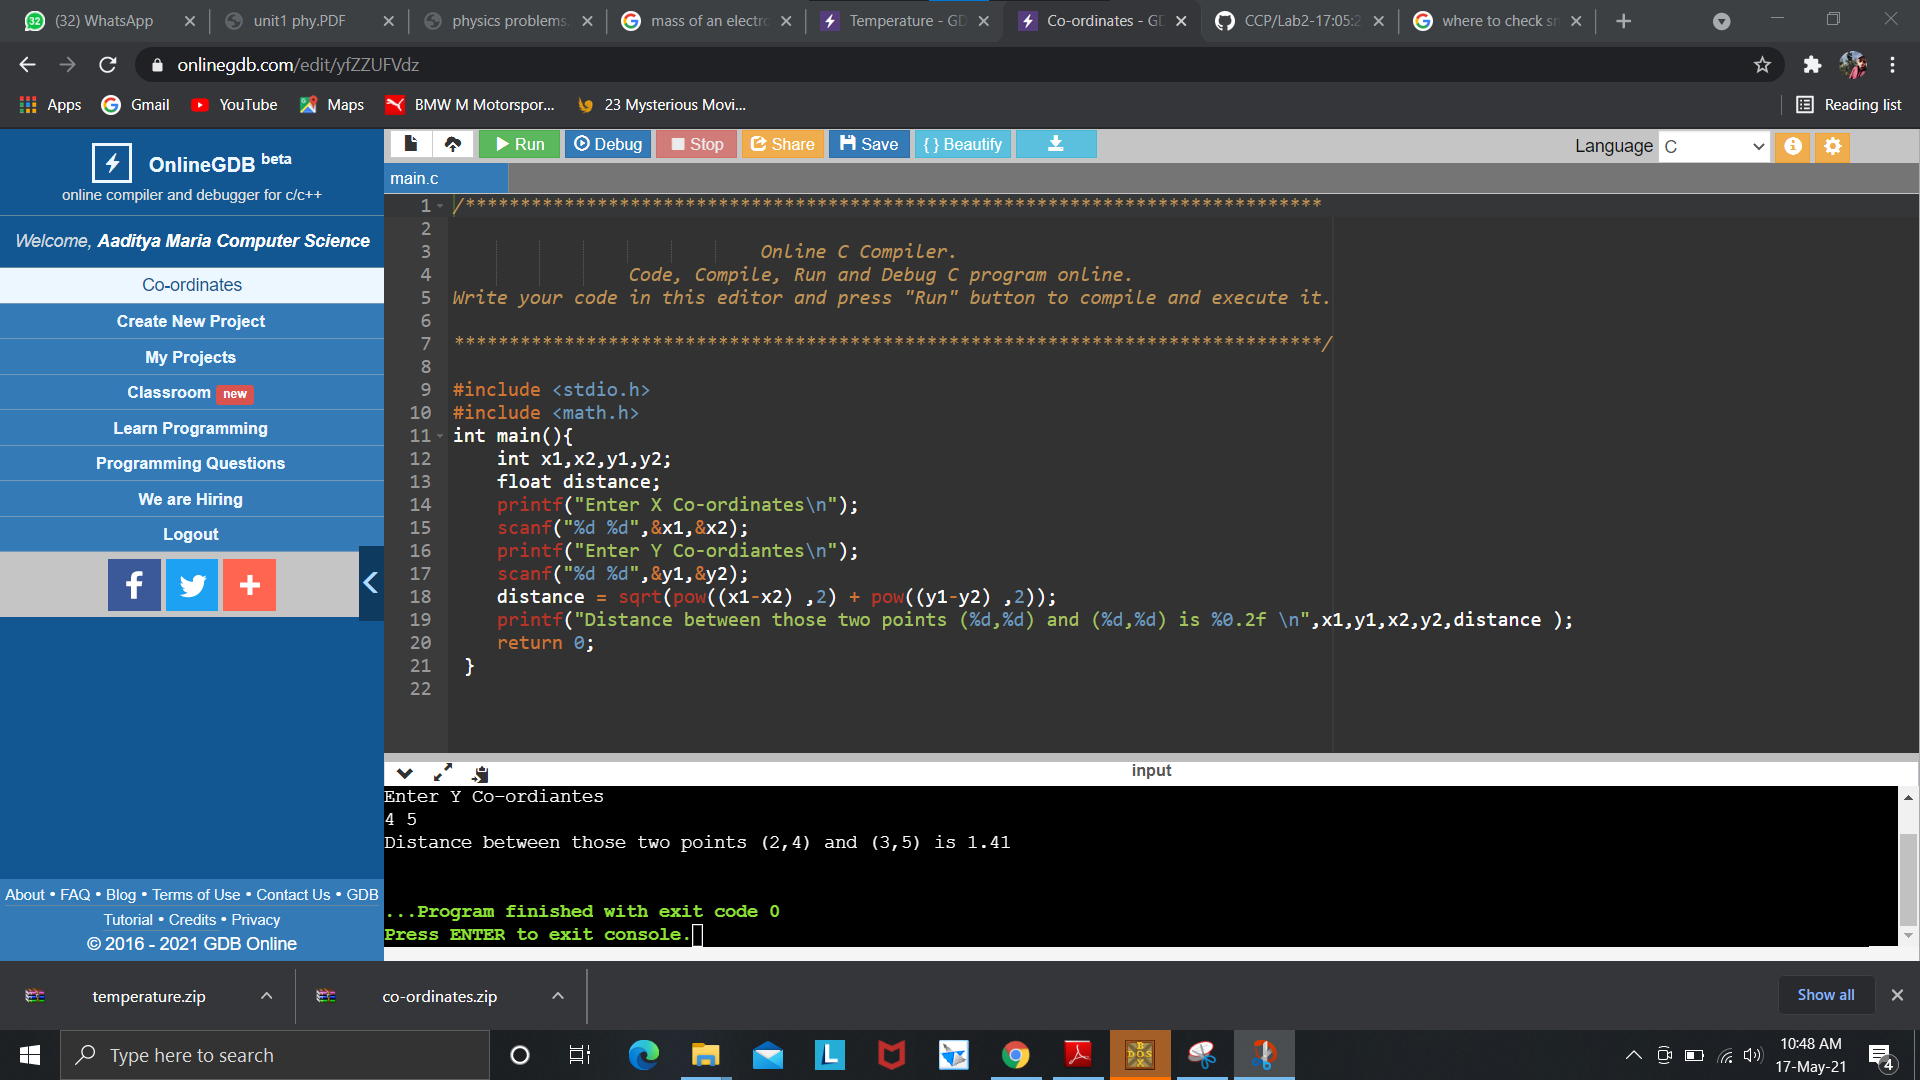 (32) WhatsApp
unit1 phy.PDF
physics problems.
mass of an electro
Temperature - GD
Co-ordinates - GD
CCP/Lab2-17:05:2
where to check sn
onlinegdb.com/edit/yfZZUFVdz
Apps
Gmail
YouTube
Maps
BMW M Motorspor...
23 Mysterious Movi...
Reading list
OnlineGDB beta
online compiler and debugger for c/c++
Welcome, Aaditya Maria Computer Science
Co-ordinates
Create New Project
My Projects
Classroom new
Learn Programming
Programming Questions
We are Hiring
Logout
About • FAQ • Blog • Terms of Use • Contact Us • GDB
Tutorial • Credits • Privacy
© 2016 - 2021 GDB Online
Run
Debug
Stop
Share
Save
{ } Beautify
Language C
main.c
1 /******************************************************************************
2
3 Online C Compiler.
4 Code, Compile, Run and Debug C program online.
5 Write your code in this editor and press "Run" button to compile and execute it.
6
7 *******************************************************************************/
8
9 #include <stdio.h>
10 #include <math.h>
11 int main(){
12 int x1,x2,y1,y2;
13 float distance;
14 printf("Enter X Co-ordinates\n");
15 scanf("%d %d",&x1,&x2);
16 printf("Enter Y Co-ordiantes\n");
17 scanf("%d %d",&y1,&y2);
18 distance = sqrt(pow((x1-x2) ,2) + pow((y1-y2) ,2));
19 printf("Distance between those two points (%d,%d) and (%d,%d) is %0.2f \n",x1,y1,x2,y2,distance );
20 return 0;
21 }
22
input
Enter Y Co-ordiantes
4 5
Distance between those two points (2,4) and (3,5) is 1.41
...Program finished with exit code 0
Press ENTER to exit console.
temperature.zip
co-ordinates.zip
Show all
Type here to search
10:48 AM
17-May-21
4